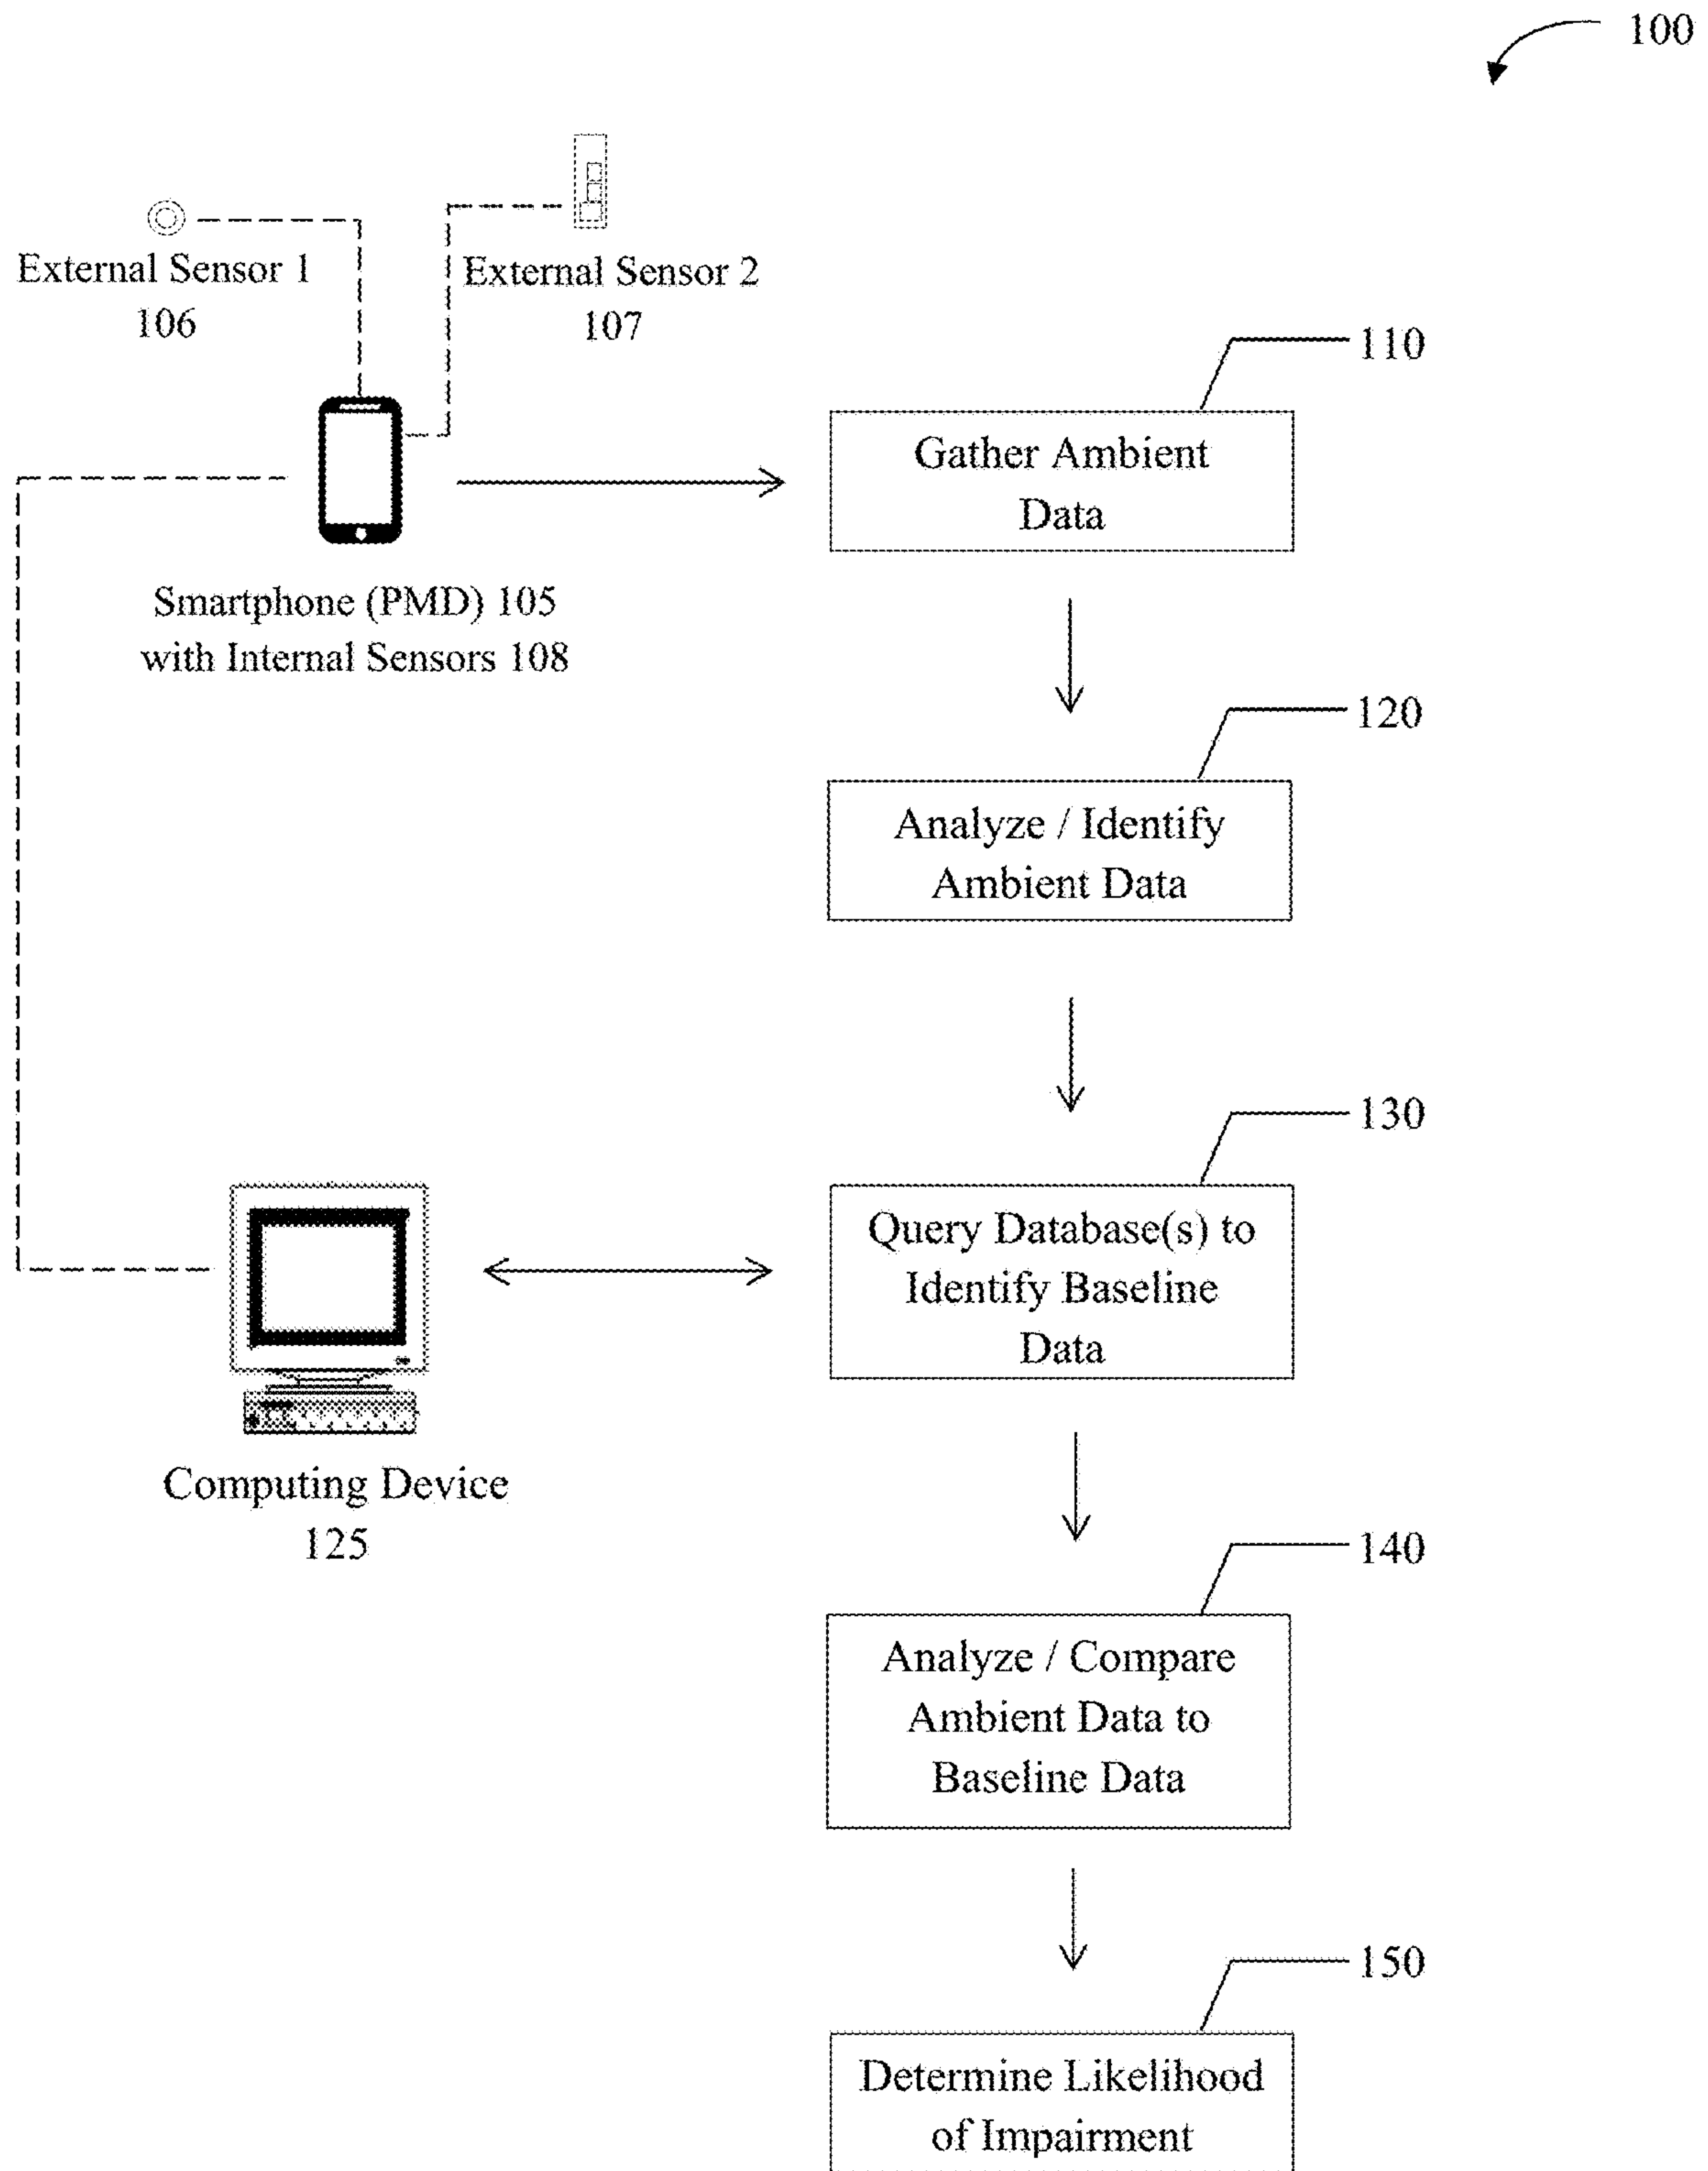 100
External Sensor 1
106
External Sensor 2
107
110
Gather Ambient
Data
Smartphone (PMD) 105
with Internal Sensors 108
120
Analyze / Identify
Ambient Data
130
Query Database(s) to
Identify Baseline
Data
Computing Device
125
140
Analyze / Compare
Ambient Data to
Baseline Data
150
Determine Likelihood
of Impairment